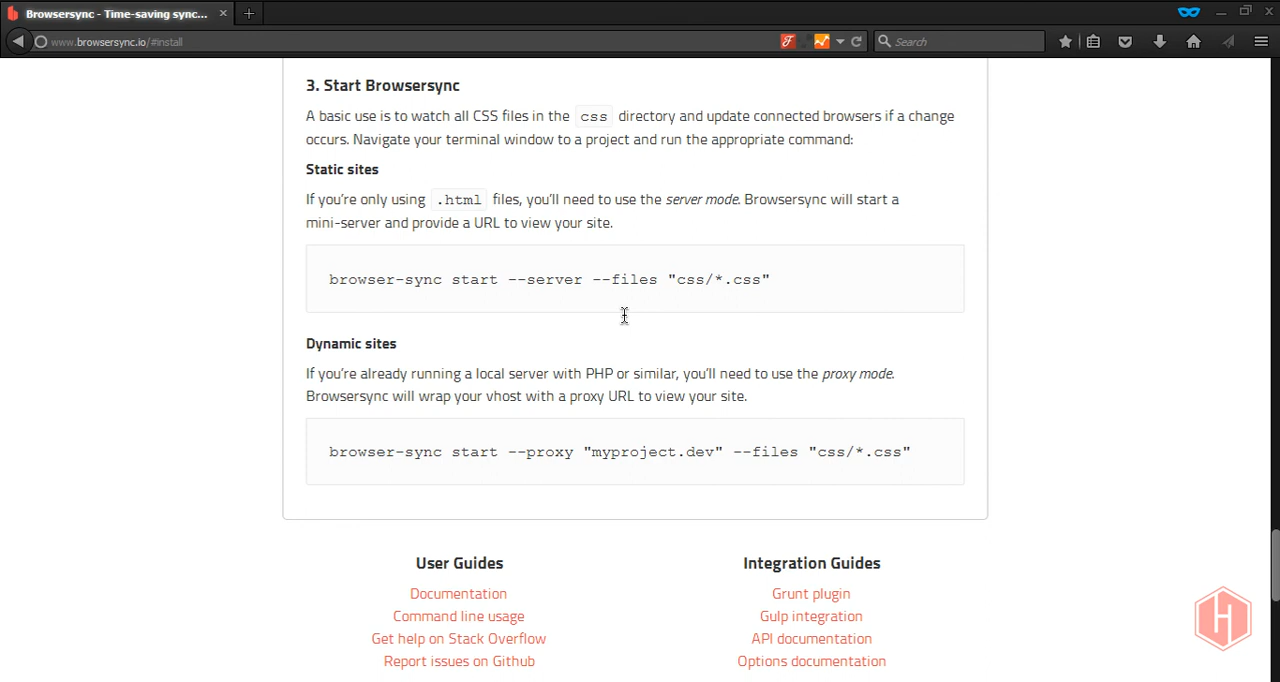 Browsersync - Time-saving sync...
www.browsersync.io/#install
Search
3. Start Browsersync
A basic use is to watch all CSS files in the css directory and update connected browsers if a change
occurs. Navigate your terminal window to a project and run the appropriate command:
Static sites
If you're only using .html files, you'll need to use the server mode. Browsersync will start a
mini-server and provide a URL to view your site.
browser-sync start --server --files "css/*.css"
Dynamic sites
If you're already running a local server with PHP or similar, you'll need to use the proxy mode.
Browsersync will wrap your vhost with a proxy URL to view your site.
browser-sync start --proxy "myproject.dev" --files "css/*.css"
User Guides
Documentation
Command line usage
Get help on Stack Overflow
Report issues on Github
Integration Guides
Grunt plugin
Gulp integration
API documentation
Options documentation
H